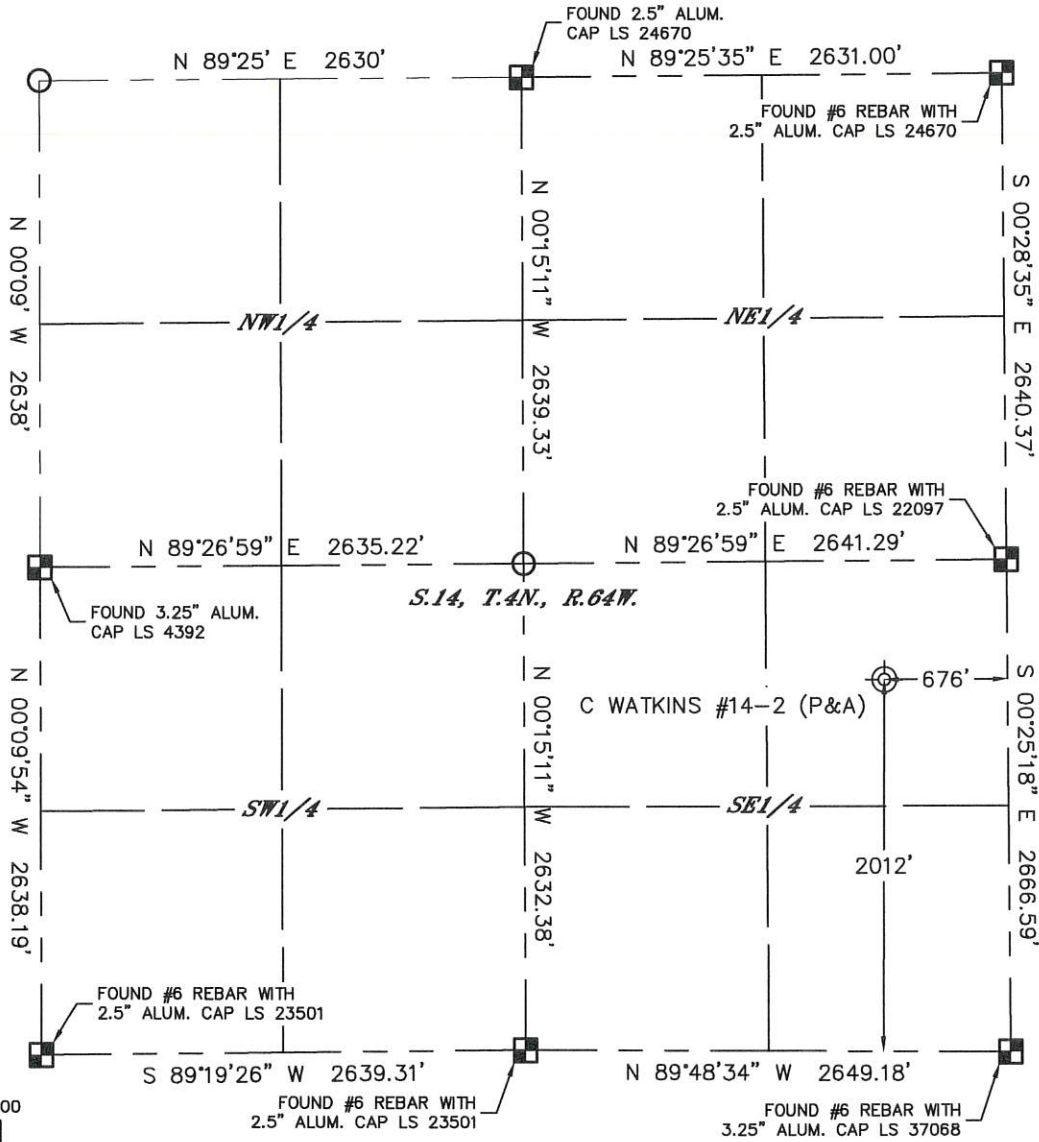 FOUND 2.5" ALUM.
CAP LS 24670
N 89°25' E 2630'
N 89°25'35" E 2631.00'
FOUND #6 REBAR WITH
2.5" ALUM. CAP LS 24670
N 00°09' W 2638'
N 00°15'11" W 2639.33'
S 00°28'35" E 2640.37'
NW1/4
NE1/4
FOUND #6 REBAR WITH
2.5" ALUM. CAP LS 22097
N 89°26'59" E 2635.22'
N 89°26'59" E 2641.29'
S.14, T.4N., R.64W.
FOUND 3.25" ALUM.
CAP LS 4392
676'
C WATKINS #14-2 (P&A)
N 00°09'54" W 2638.19'
N 00°15'11" W 2632.38'
S 00°25'18" E 2666.59'
SW1/4
SE1/4
2012'
FOUND #6 REBAR WITH
2.5" ALUM. CAP LS 23501
S 89°19'26" W 2639.31'
N 89°48'34" W 2649.18'
FOUND #6 REBAR WITH
2.5" ALUM. CAP LS 23501
FOUND #6 REBAR WITH
3.25" ALUM. CAP LS 37068
00